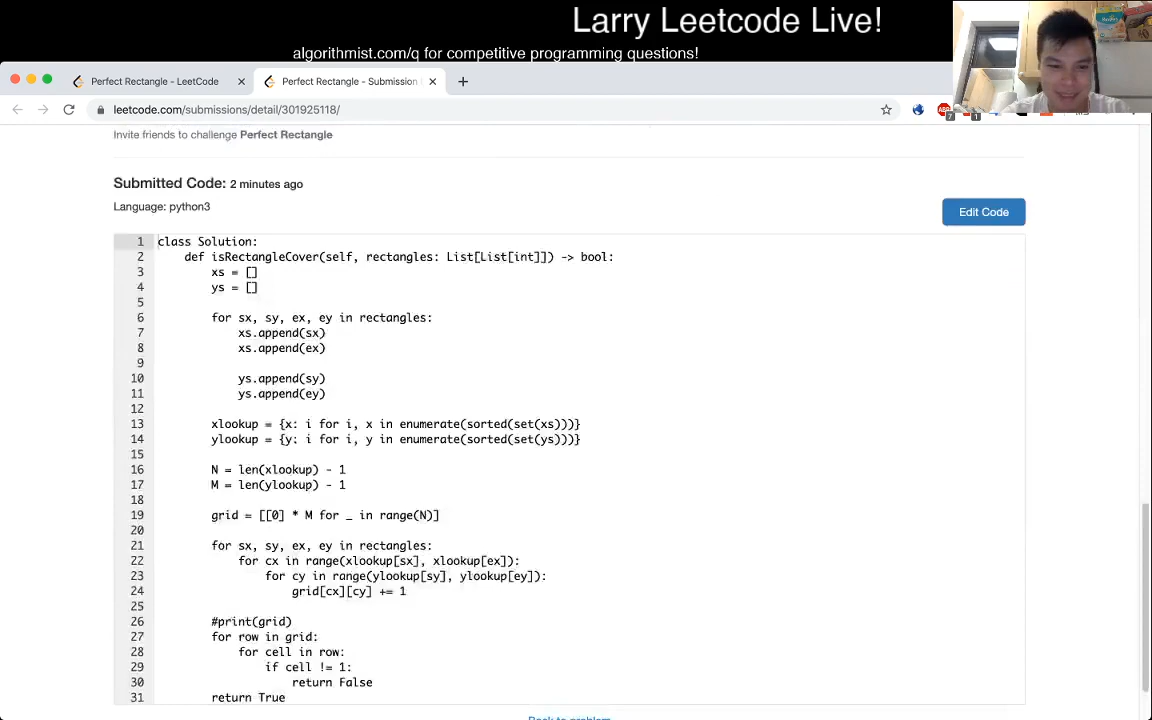 Larry Leetcode Live!
algorithmist.com/q for competitive programming questions!
Perfect Rectangle - LeetCode
Perfect Rectangle - Submission
leetcode.com/submissions/detail/301925118/
Invite friends to challenge Perfect Rectangle
Submitted Code: 2 minutes ago
Language: python3
Edit Code
1 class Solution:
2 def isRectangleCover(self, rectangles: List[List[int]]) -> bool:
3 xs = []
4 ys = []
5
6 for sx, sy, ex, ey in rectangles:
7 xs.append(sx)
8 xs.append(ex)
9
10 ys.append(sy)
11 ys.append(ey)
12
13 xlookup = {x: i for i, x in enumerate(sorted(set(xs)))}
14 ylookup = {y: i for i, y in enumerate(sorted(set(ys)))}
15
16 N = len(xlookup) - 1
17 M = len(ylookup) - 1
18
19 grid = [[0] * M for _ in range(N)]
20
21 for sx, sy, ex, ey in rectangles:
22 for cx in range(xlookup[sx], xlookup[ex]):
23 for cy in range(ylookup[sy], ylookup[ey]):
24 grid[cx][cy] += 1
25
26 #print(grid)
27 for row in grid:
28 for cell in row:
29 if cell != 1:
30 return False
31 return True
Back to problem